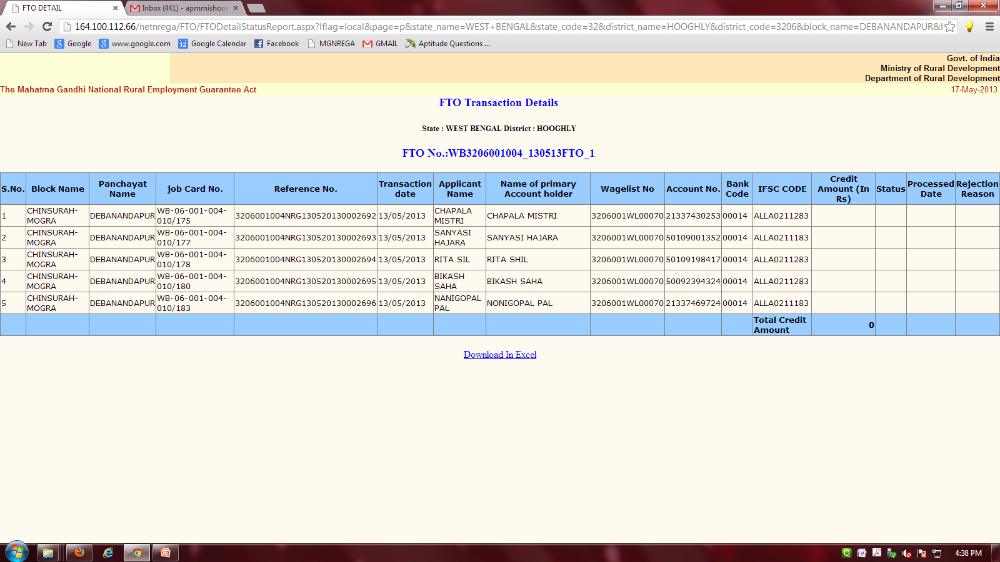 FTO DETAIL
Inbox (441) - apmmishoog
164.100.112.66/netnrega/FTO/FTODetailStatusReport.aspx?lflag=local&page=p&state_name=WEST+BENGAL&state_code=32&district_name=HOOGHLY&district_code=3206&block_name=DEBANANDAPUR&l
New Tab Google www.google.com Google Calendar Facebook MGNREGA GMAIL Aptitude Questions ...
Govt. of India
Ministry of Rural Development
Department of Rural Development
The Mahatma Gandhi National Rural Employment Guarantee Act 17-May-2013
FTO Transaction Details
State : WEST BENGAL District : HOOGHLY
FTO No.:WB3206001004_130513FTO_1
S.No. Block Name Panchayat Name job Card No. Reference No. Transaction date Applicant Name Name of primary Account holder Wagelist No Account No. Bank Code IFSC CODE Credit Amount (In Rs) Status Processed Date Rejection Reason
1 CHINSURAH-MOGRA DEBANANDAPUR WB-06-001-004-010/175 3206001004NRG130520130002692 13/05/2013 CHAPALA MISTRI CHAPALA MISTRI 3206001WL00070 21337430253 00014 ALLA0211283
2 CHINSURAH-MOGRA DEBANANDAPUR WB-06-001-004-010/177 3206001004NRG130520130002693 13/05/2013 SANYASI HAJARA SANYASI HAJARA 3206001WL00070 50109001352 00014 ALLA0211183
3 CHINSURAH-MOGRA DEBANANDAPUR WB-06-001-004-010/178 3206001004NRG130520130002694 13/05/2013 RITA SIL RITA SHIL 3206001WL00070 50109198417 00014 ALLA0211283
4 CHINSURAH-MOGRA DEBANANDAPUR WB-06-001-004-010/180 3206001004NRG130520130002695 13/05/2013 BIKASH SAHA BIKASH SAHA 3206001WL00070 50092394324 00014 ALLA0211283
5 CHINSURAH-MOGRA DEBANANDAPUR WB-06-001-004-010/183 3206001004NRG130520130002696 13/05/2013 NANIGOPAL PAL NONIGOPAL PAL 3206001WL00070 21337469724 00014 ALLA0211183
Total Credit Amount 0
Download In Excel
4:38 PM